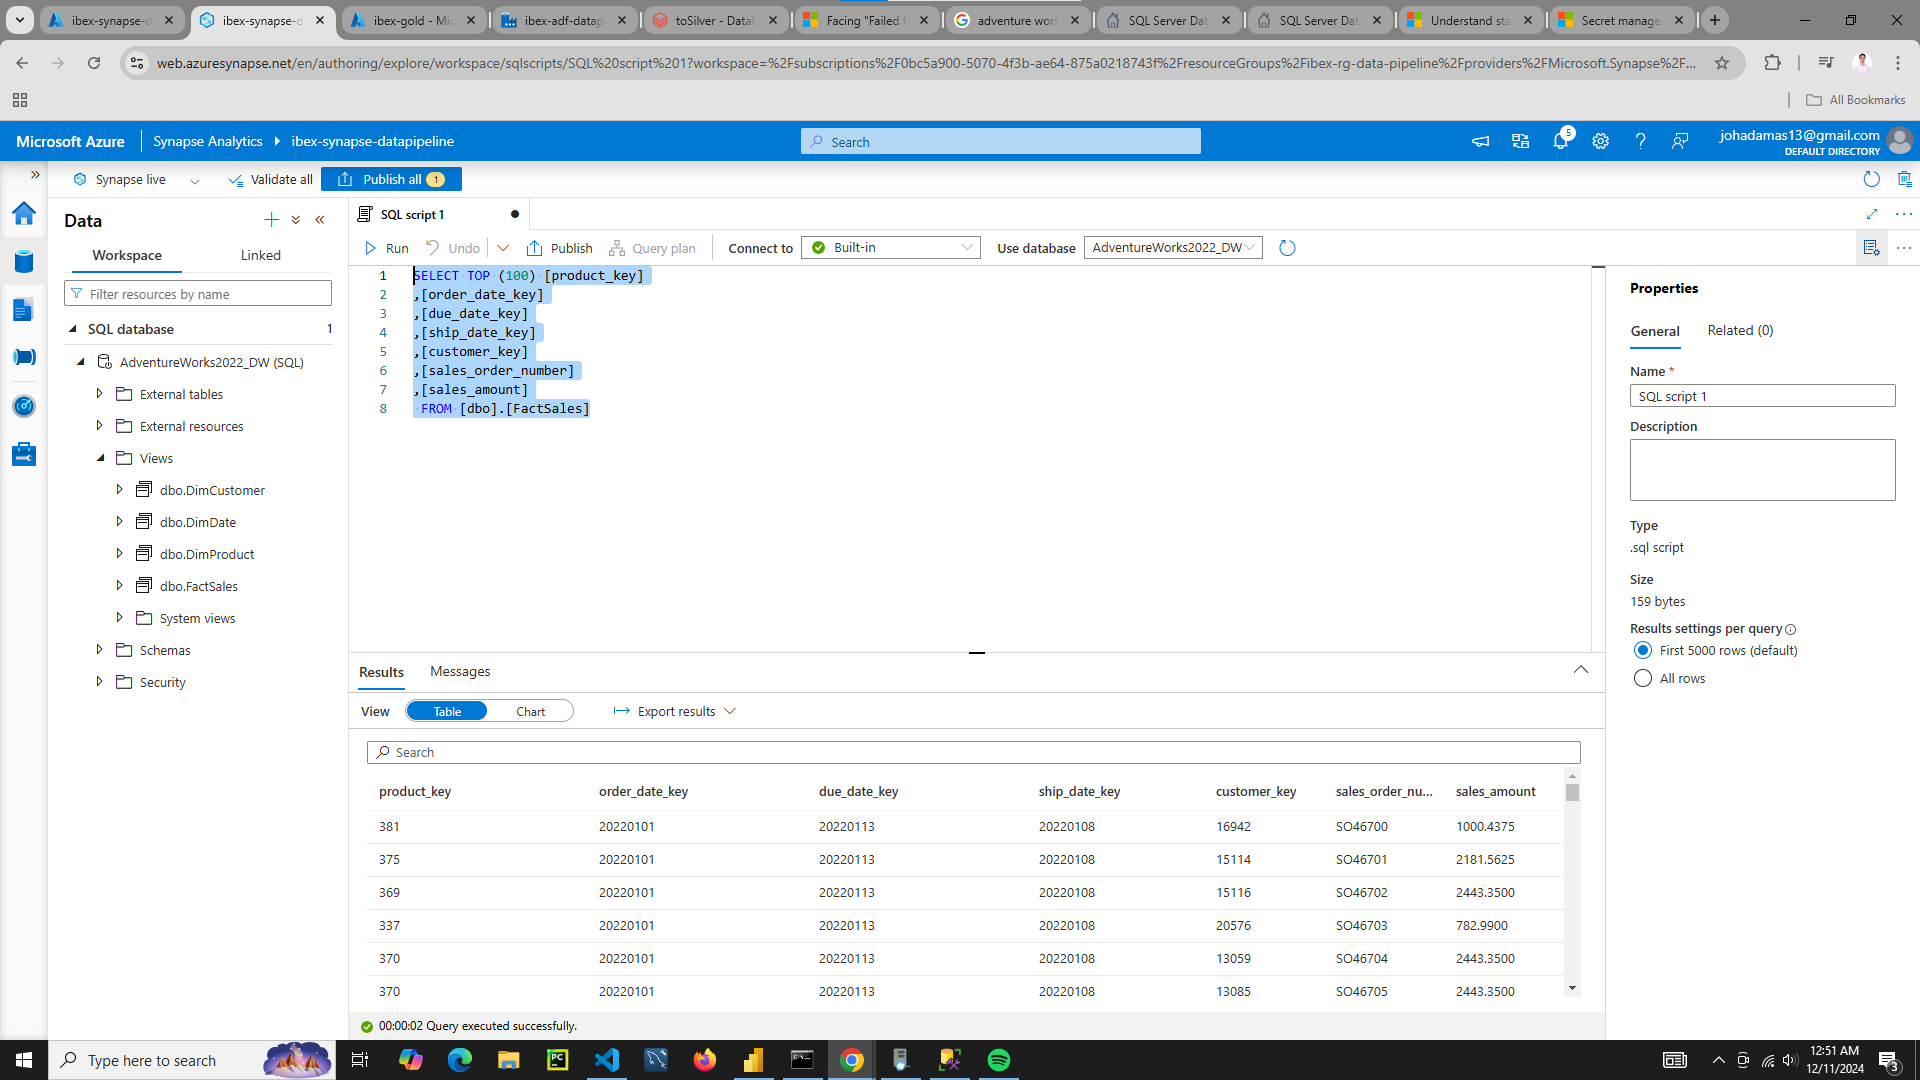 ibex-synapse-d
ibex-synapse-d
ibex-gold - Mic
ibex-adf-datap
toSilver - Datab
Facing "Failed t
adventure work
SQL Server Dat
SQL Server Dat
Understand sta
Secret manage
web.azuresynapse.net/en/authoring/explore/workspace/sqlscripts/SQL%20script%201?workspace=%2Fsubscriptions%2F0bc5a900-5070-4f3b-ae64-875a0218743f%2FresourceGroups%2Fibex-rg-data-pipeline%2Fproviders%2FMicrosoft.Synapse%2F...
All Bookmarks
Microsoft Azure
Synapse Analytics
ibex-synapse-datapipeline
Search
5
johadamas13@gmail.com
DEFAULT DIRECTORY
Synapse live
Validate all
Publish all 1
Data
Workspace Linked
Filter resources by name
SQL database 1
AdventureWorks2022_DW (SQL)
External tables
External resources
Views
dbo.DimCustomer
dbo.DimDate
dbo.DimProduct
dbo.FactSales
System views
Schemas
Security
SQL script 1
Run Undo Publish Query plan Connect to Built-in Use database AdventureWorks2022_DW
1 SELECT TOP (100) [product_key]
2 ,[order_date_key]
3 ,[due_date_key]
4 ,[ship_date_key]
5 ,[customer_key]
6 ,[sales_order_number]
7 ,[sales_amount]
8 FROM [dbo].[FactSales]
Results Messages
View Table Chart Export results
Search
product_key order_date_key due_date_key ship_date_key customer_key sales_order_nu... sales_amount
381 20220101 20220113 20220108 16942 SO46700 1000.4375
375 20220101 20220113 20220108 15114 SO46701 2181.5625
369 20220101 20220113 20220108 15116 SO46702 2443.3500
337 20220101 20220113 20220108 20576 SO46703 782.9900
370 20220101 20220113 20220108 13059 SO46704 2443.3500
370 20220101 20220113 20220108 13085 SO46705 2443.3500
00:00:02 Query executed successfully.
Properties
General Related (0)
Name *
SQL script 1
Description
Type
.sql script
Size
159 bytes
Results settings per query
First 5000 rows (default)
All rows
Type here to search
PC
12:51 AM
12/11/2024
3